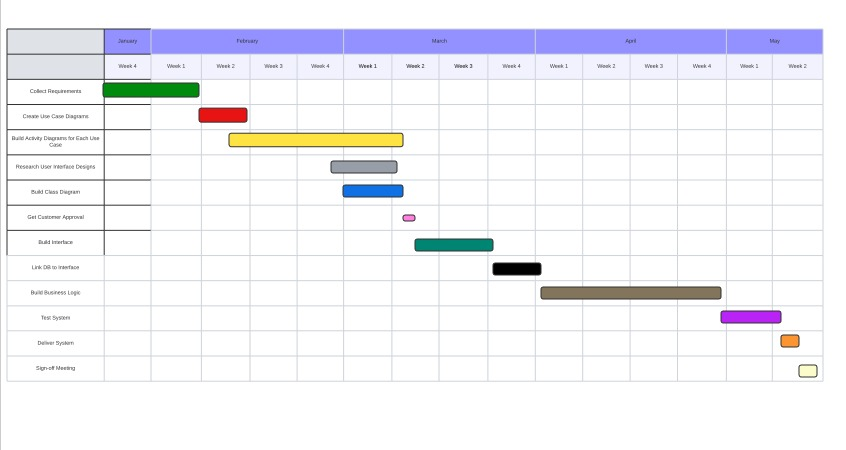 January February March April May
Week 4 Week 1 Week 2 Week 3 Week 4 Week 1 Week 2 Week 3 Week 4 Week 1 Week 2 Week 3 Week 4 Week 1 Week 2
Collect Requirements
Create Use Case Diagrams
Build Activity Diagrams for Each Use
Case
Research User Interface Designs
Build Class Diagram
Get Customer Approval
Build Interface
Link DB to Interface
Build Business Logic
Test System
Deliver System
Sign-off Meeting